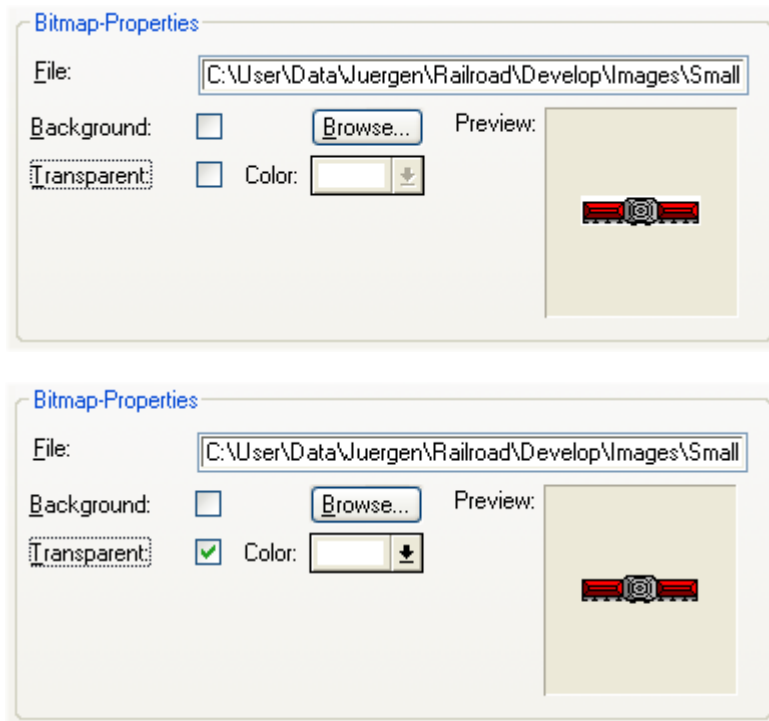 Bitmap-Properties
File: C:\User\Data\Juergen\Railroad\Develop\Images\Small
Background: Browse... Preview:
Transparent: Color:
Bitmap-Properties
File: C:\User\Data\Juergen\Railroad\Develop\Images\Small
Background: Browse... Preview:
Transparent: Color: